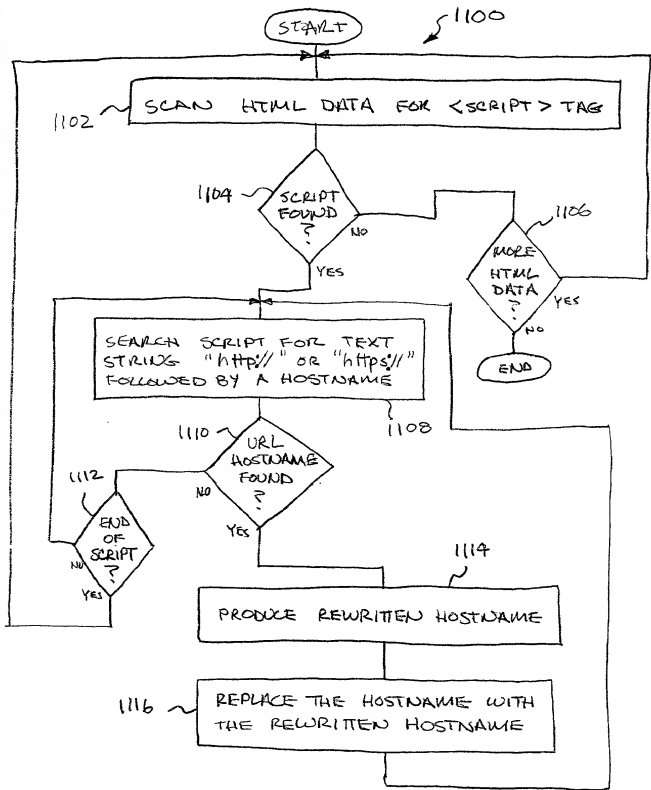 START
1100
SCAN HTML DATA FOR <SCRIPT> TAG
1102
1104
SCRIPT
FOUND
?
NO
YES
1106
MORE
HTML
DATA
?
YES
NO
END
SEARCH SCRIPT FOR TEXT
STRING "http://" OR "https://"
FOLLOWED BY A HOSTNAME
1108
1110
URL
HOSTNAME
FOUND
?
NO
YES
1112
END
OF
SCRIPT
?
NO
YES
1114
PRODUCE REWRITTEN HOSTNAME
1116
REPLACE THE HOSTNAME WITH
THE REWRITTEN HOSTNAME